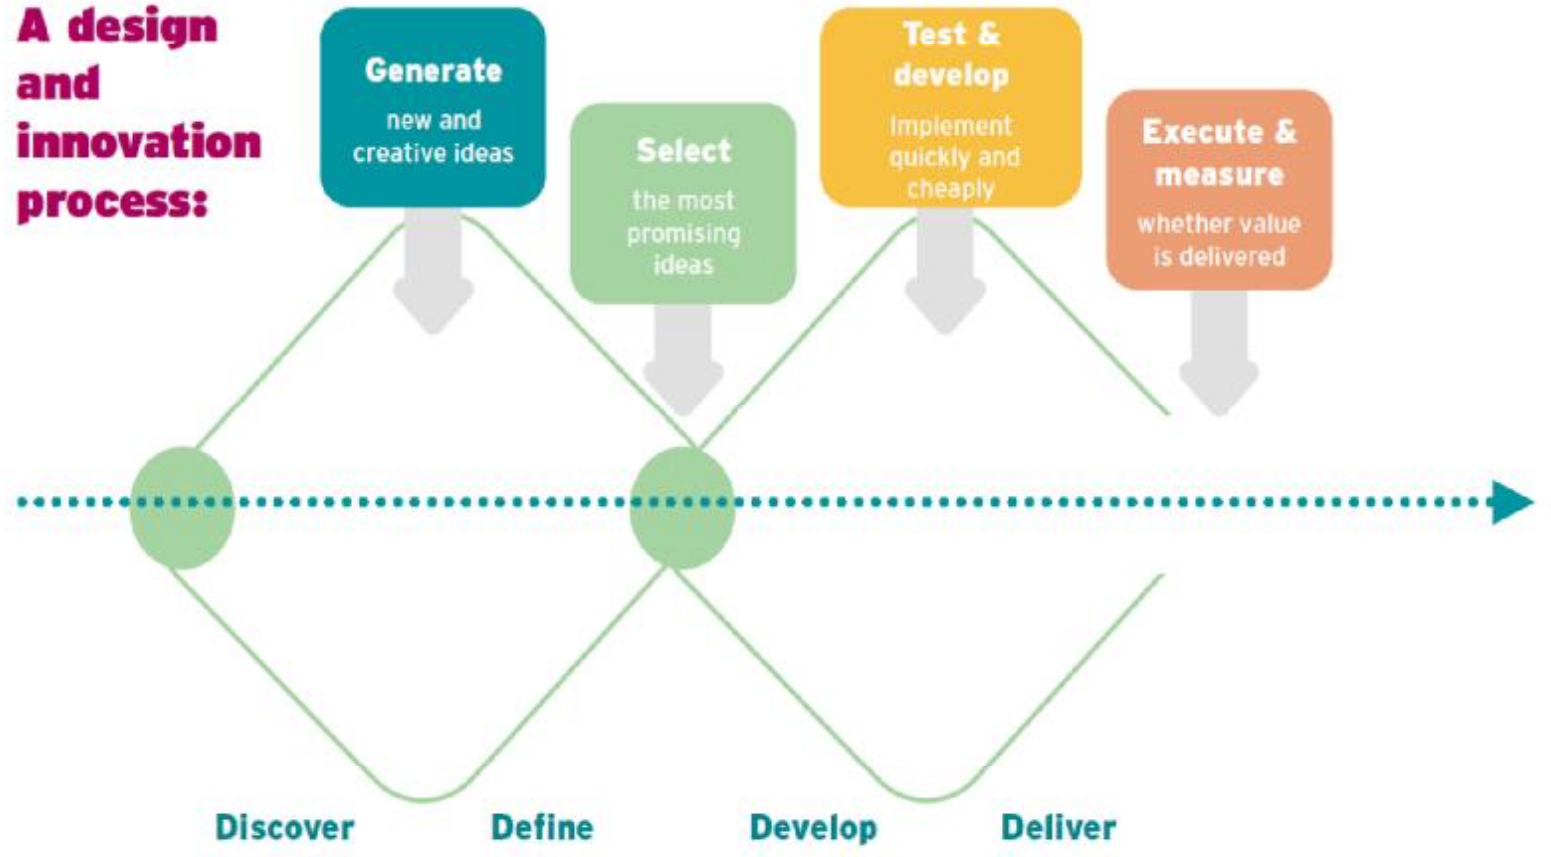 A design
and
innovation
process:
Generate
new and
creative ideas
Select
the most
promising
ideas
Test &
develop
Implement
quickly and
cheaply
Execute &
measure
whether value
is delivered
Discover
Define
Develop
Deliver